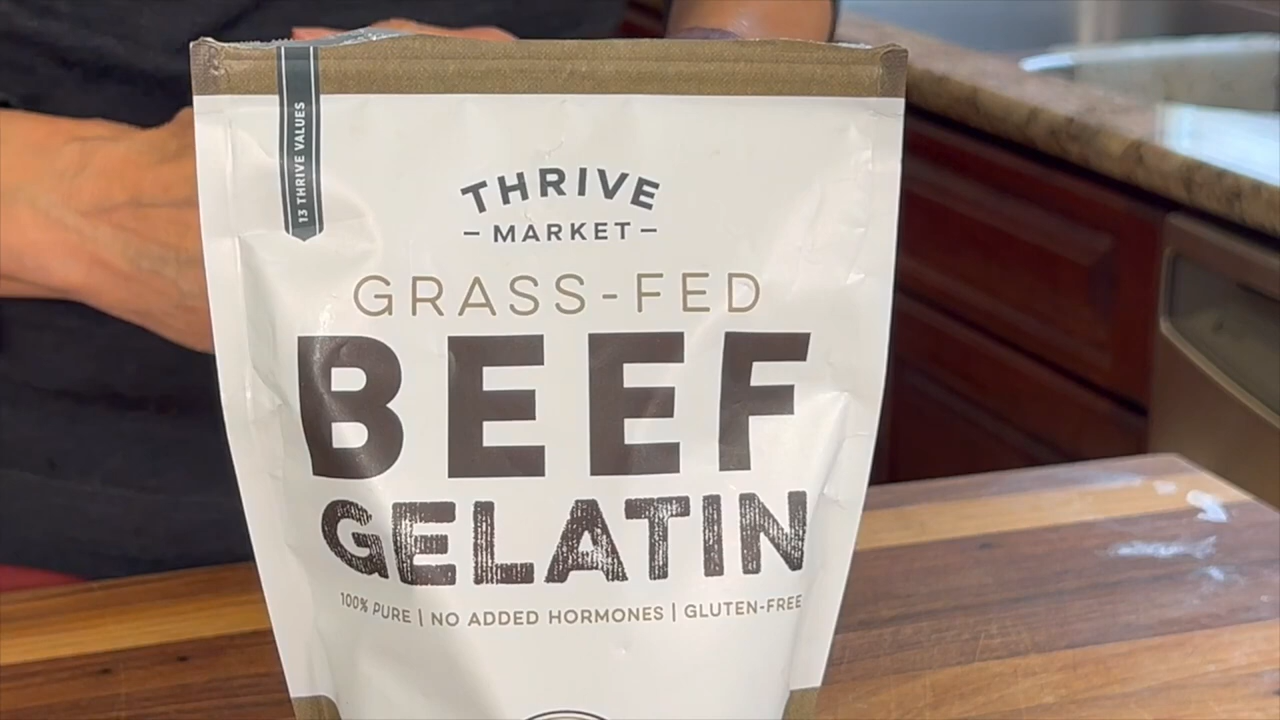 13 THRIVE VALUES
THRIVE
– MARKET –
GRASS-FED
BEEF
GELATIN
100% PURE | NO ADDED HORMONES | GLUTEN-FREE